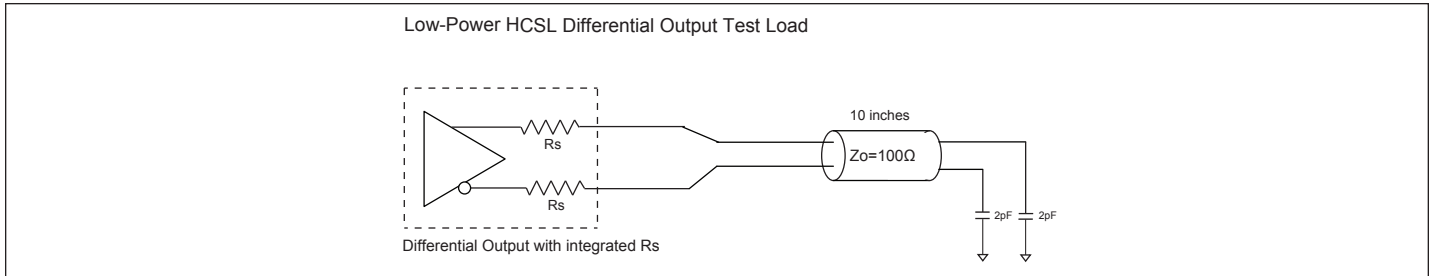 Low-Power HCSL Differential Output Test Load
10 inches
Rs
Zo=100Ω
Rs
2pF
2pF
Differential Output with integrated Rs